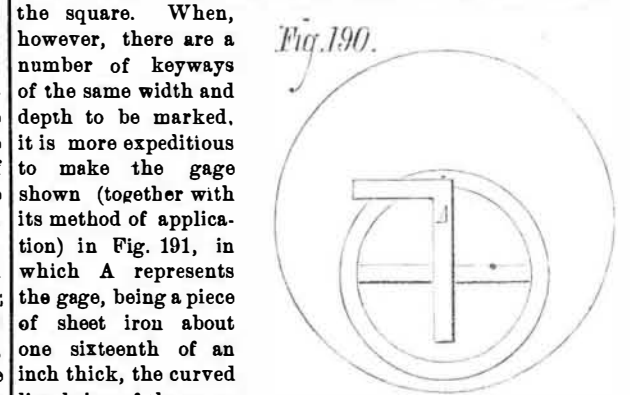 the square. When,
however, there are a
number of keyways
of the same width and
depth to be marked,
it is more expeditious
to make the gage
shown (together with
its method of applica-
tion) in Fig. 191, in
which A represents
the gage, being a piece
of sheet iron about
one sixteenth of an
inch thick, the curved
Fig. 190.